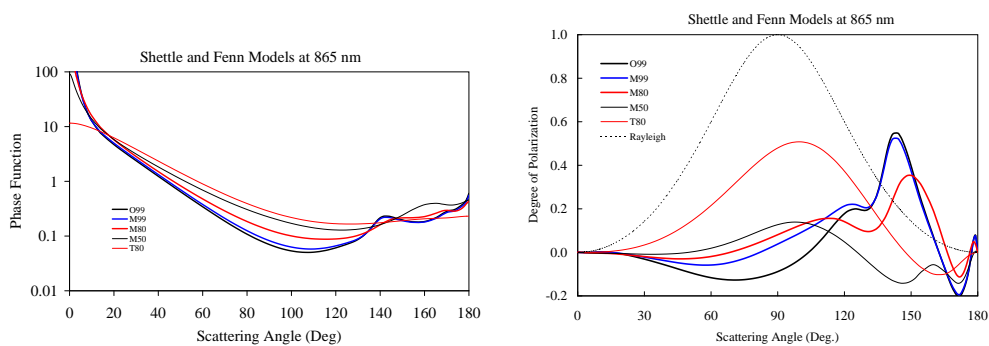 Shettle and Fenn Models at 865 nm
Phase Function
100
10
1
0.1
0.01
O99
M99
M80
M50
T80
0 20 40 60 80 100 120 140 160 180
Scattering Angle (Deg)
Shettle and Fenn Models at 865 nm
Degree of Polarization
1.0
0.8
0.6
0.4
0.2
0.0
-0.2
O99
M99
M80
M50
T80
Rayleigh
0 30 60 90 120 150 180
Scattering Angle (Deg.)